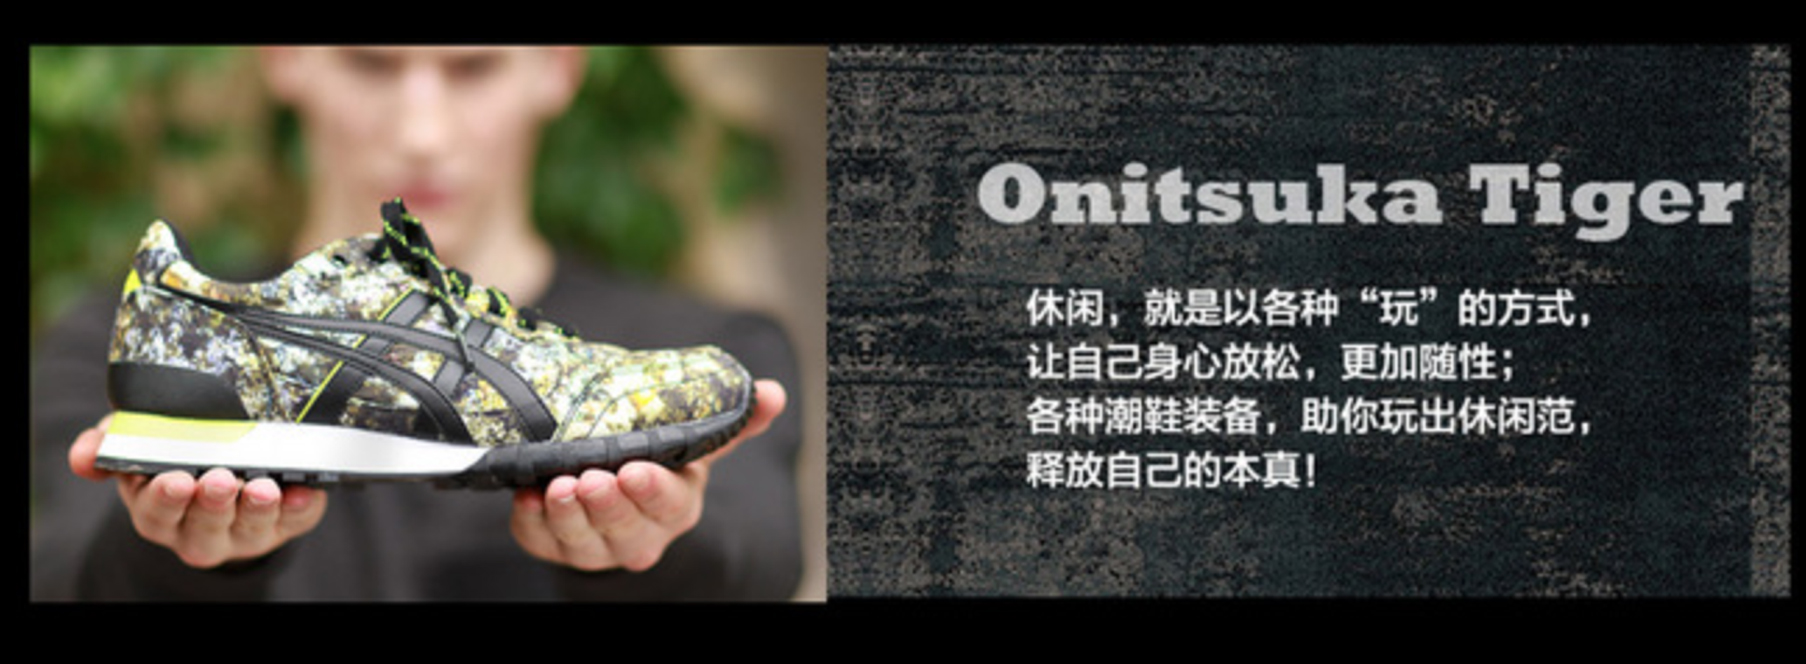 Onitsuka Tiger
休闲，就是以各种“玩”的方式，
让自己身心放松，更加随性；
各种潮鞋装备，助你玩出休闲范，
释放自己的本真！